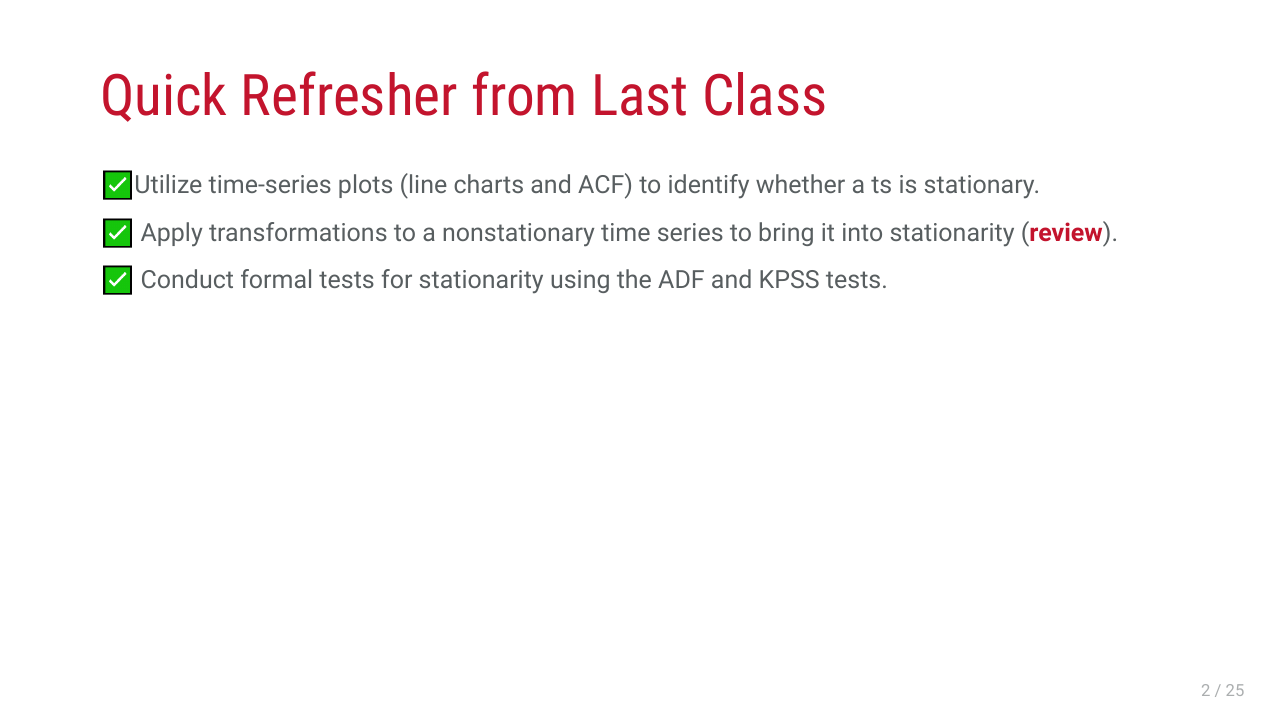 Quick Refresher from Last Class
✅Utilize time-series plots (line charts and ACF) to identify whether a ts is stationary.
✅ Apply transformations to a nonstationary time series to bring it into stationarity (review).
✅ Conduct formal tests for stationarity using the ADF and KPSS tests.
2 / 25